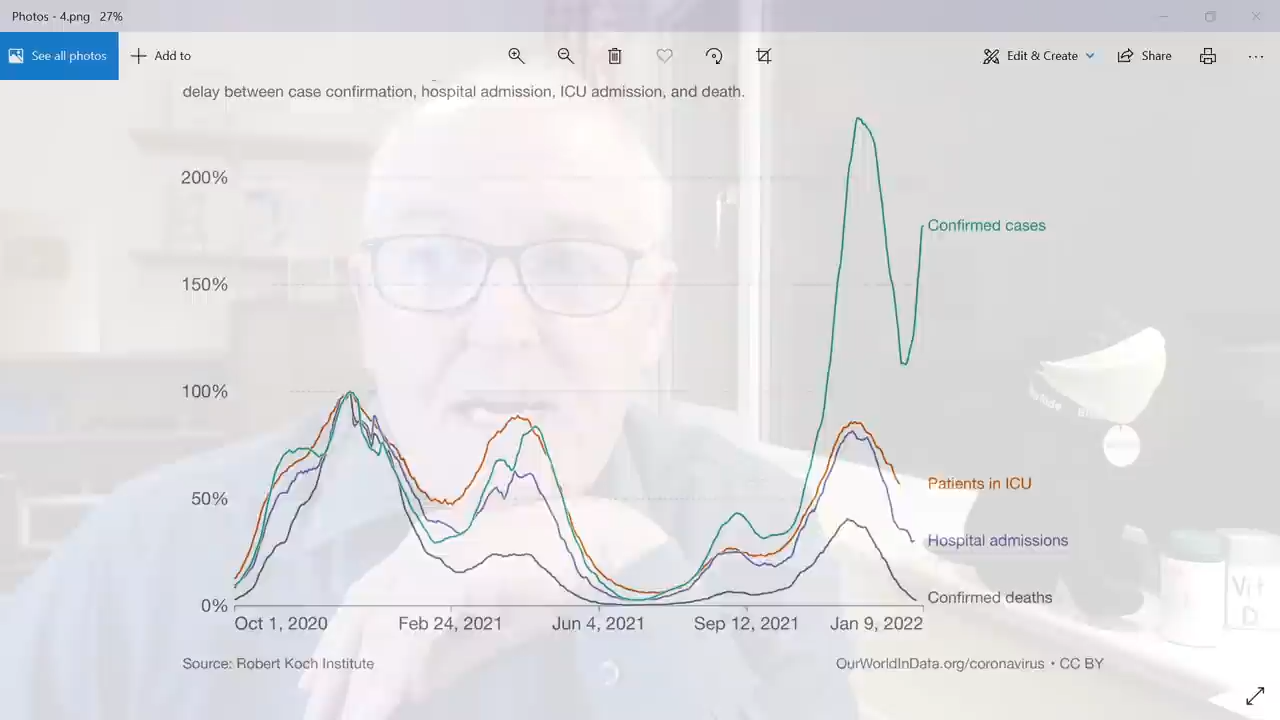 Photos - 4.png 27%
See all photos
Add to
Edit & Create
Share
delay between case confirmation, hospital admission, ICU admission, and death.
200%
Confirmed cases
150%
100%
50%
Patients in ICU
Hospital admissions
Confirmed deaths
0%
Oct 1, 2020
Feb 24, 2021
Jun 4, 2021
Sep 12, 2021
Jan 9, 2022
Source: Robert Koch Institute
OurWorldInData.org/coronavirus • CC BY
Vit
D